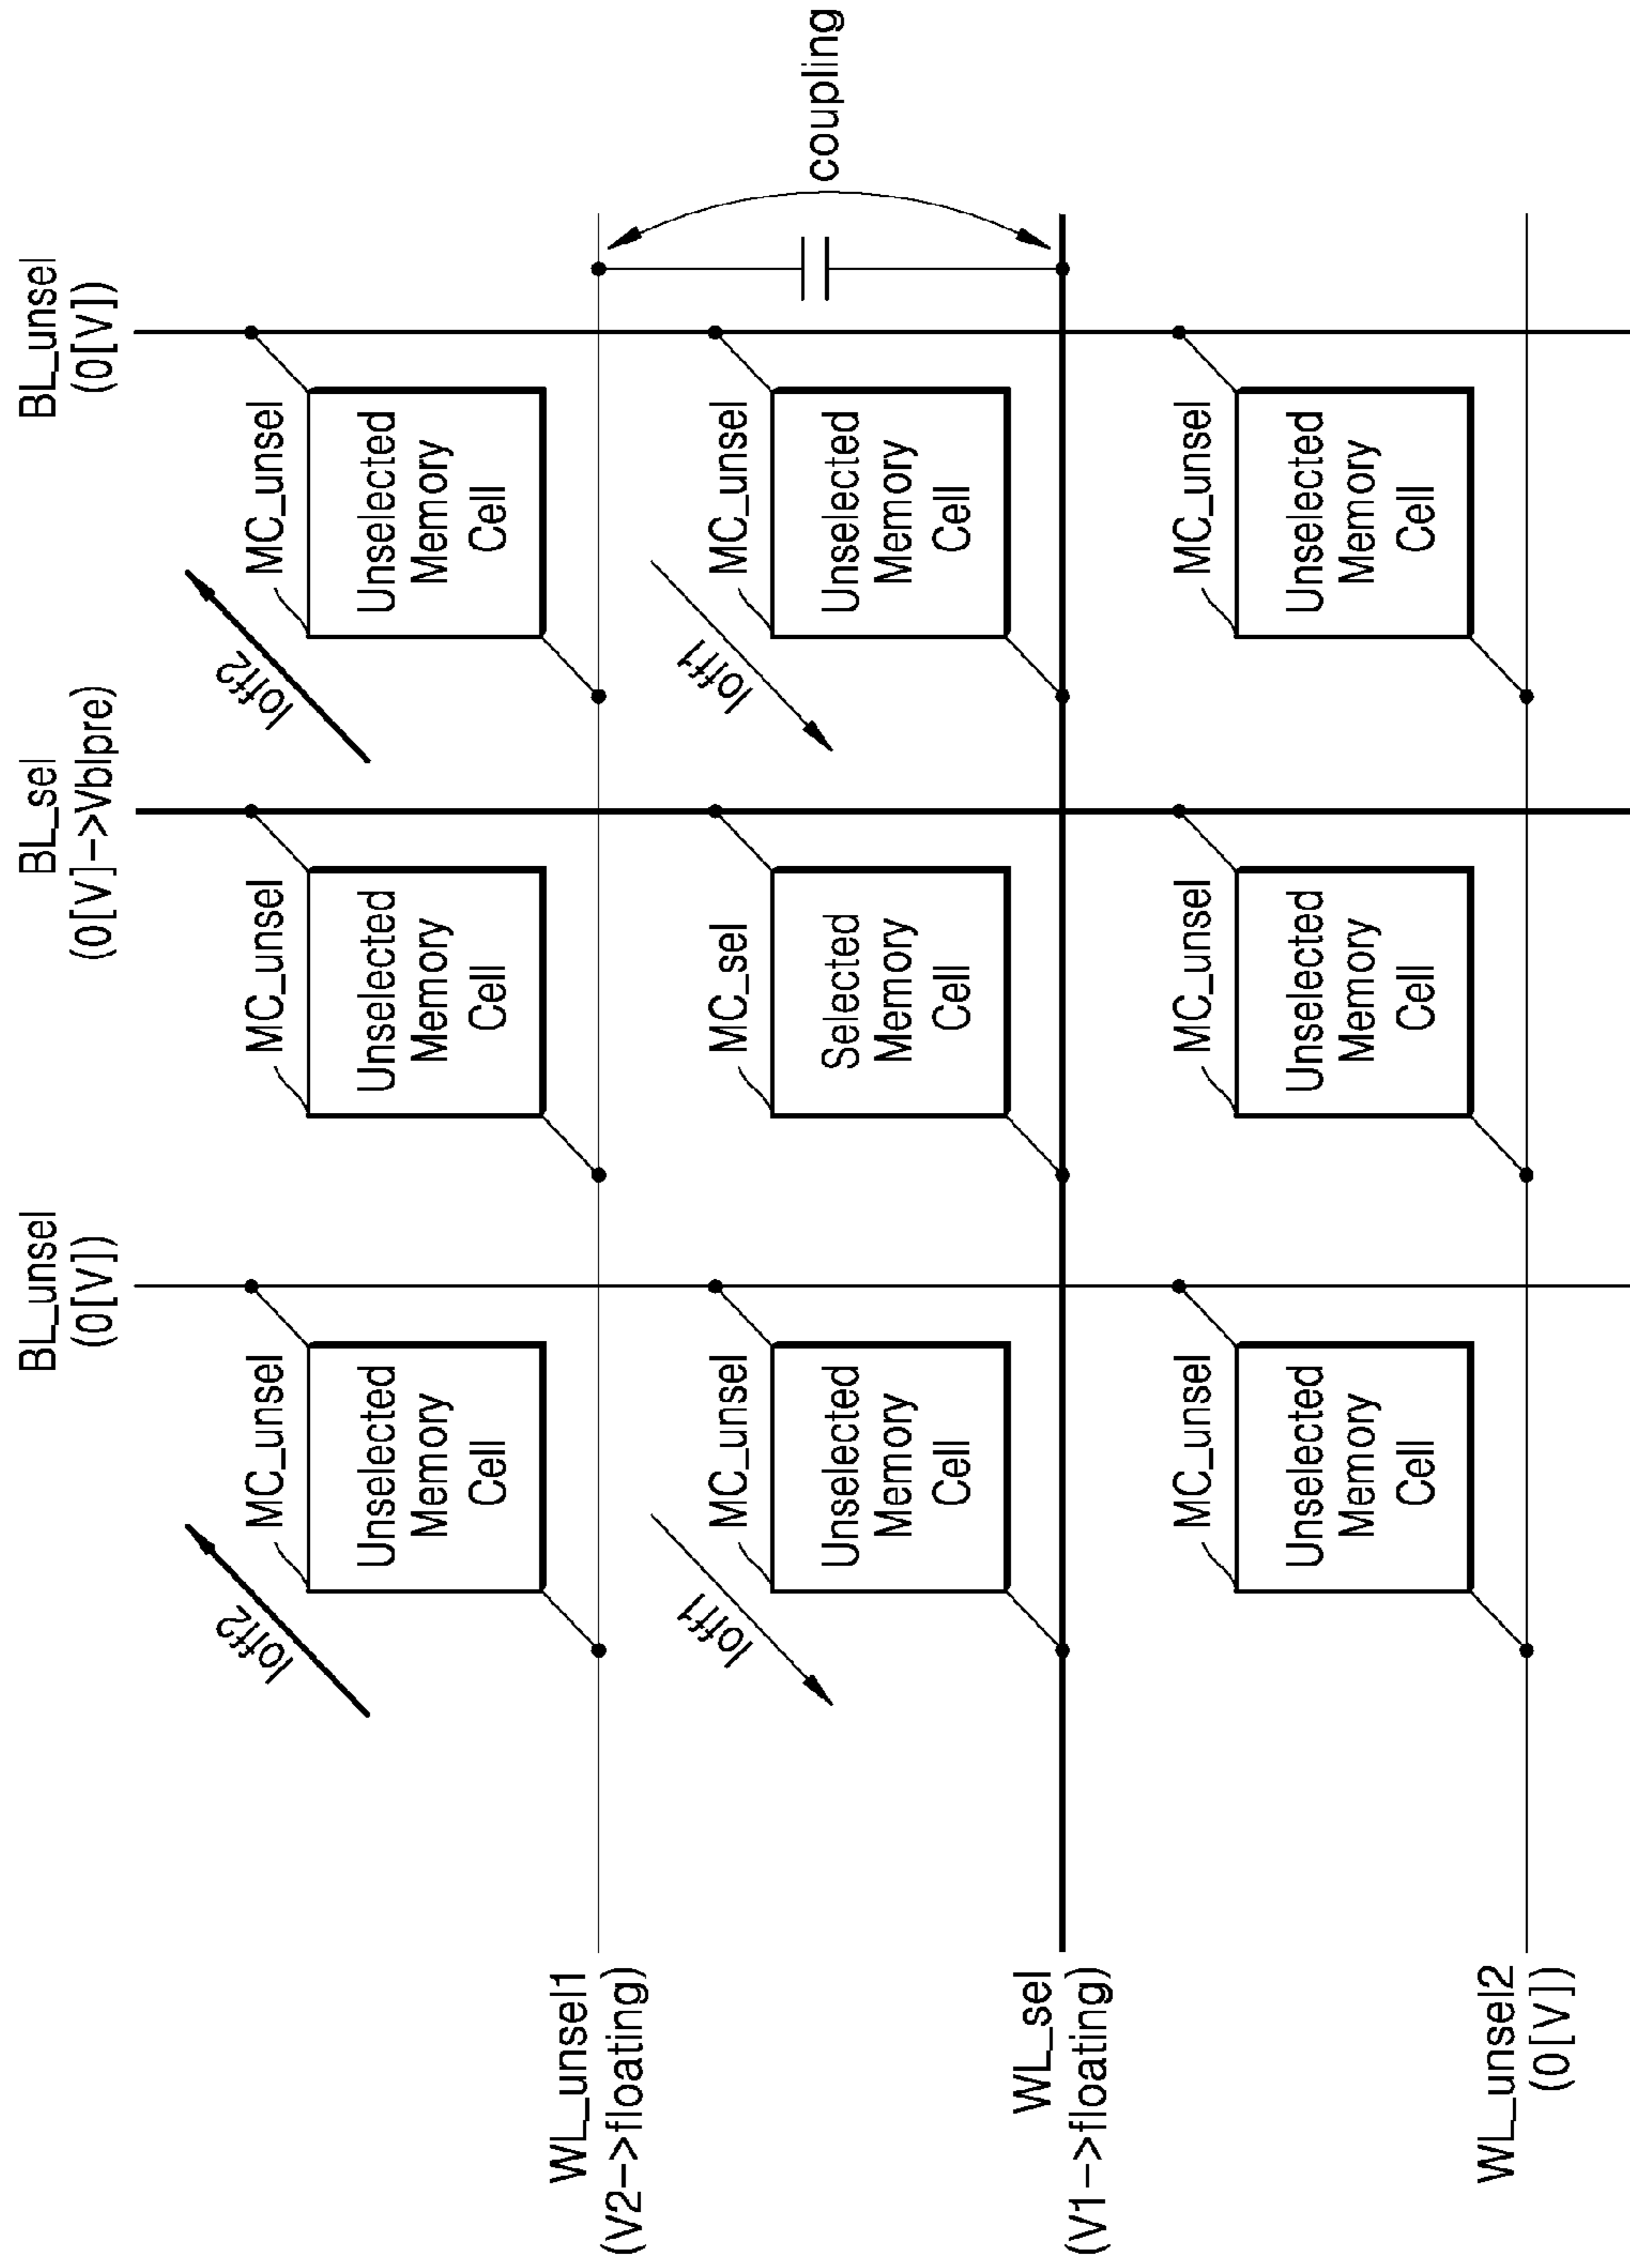 BL_unsel
(0[V])
BL_sel
(0[V]->Vblpre)
BL_unsel
(0[V])
Ioff2
MC_unsel
Unselected
Memory
Cell
MC_unsel
Unselected
Memory
Cell
Ioff2
MC_unsel
Unselected
Memory
Cell
WL_unsel1
(V2->floating)
Ioff1
MC_unsel
Unselected
Memory
Cell
MC_sel
Selected
Memory
Cell
Ioff1
MC_unsel
Unselected
Memory
Cell
coupling
WL_sel
(V1->floating)
MC_unsel
Unselected
Memory
Cell
MC_unsel
Unselected
Memory
Cell
MC_unsel
Unselected
Memory
Cell
WL_unsel2
(0[V])